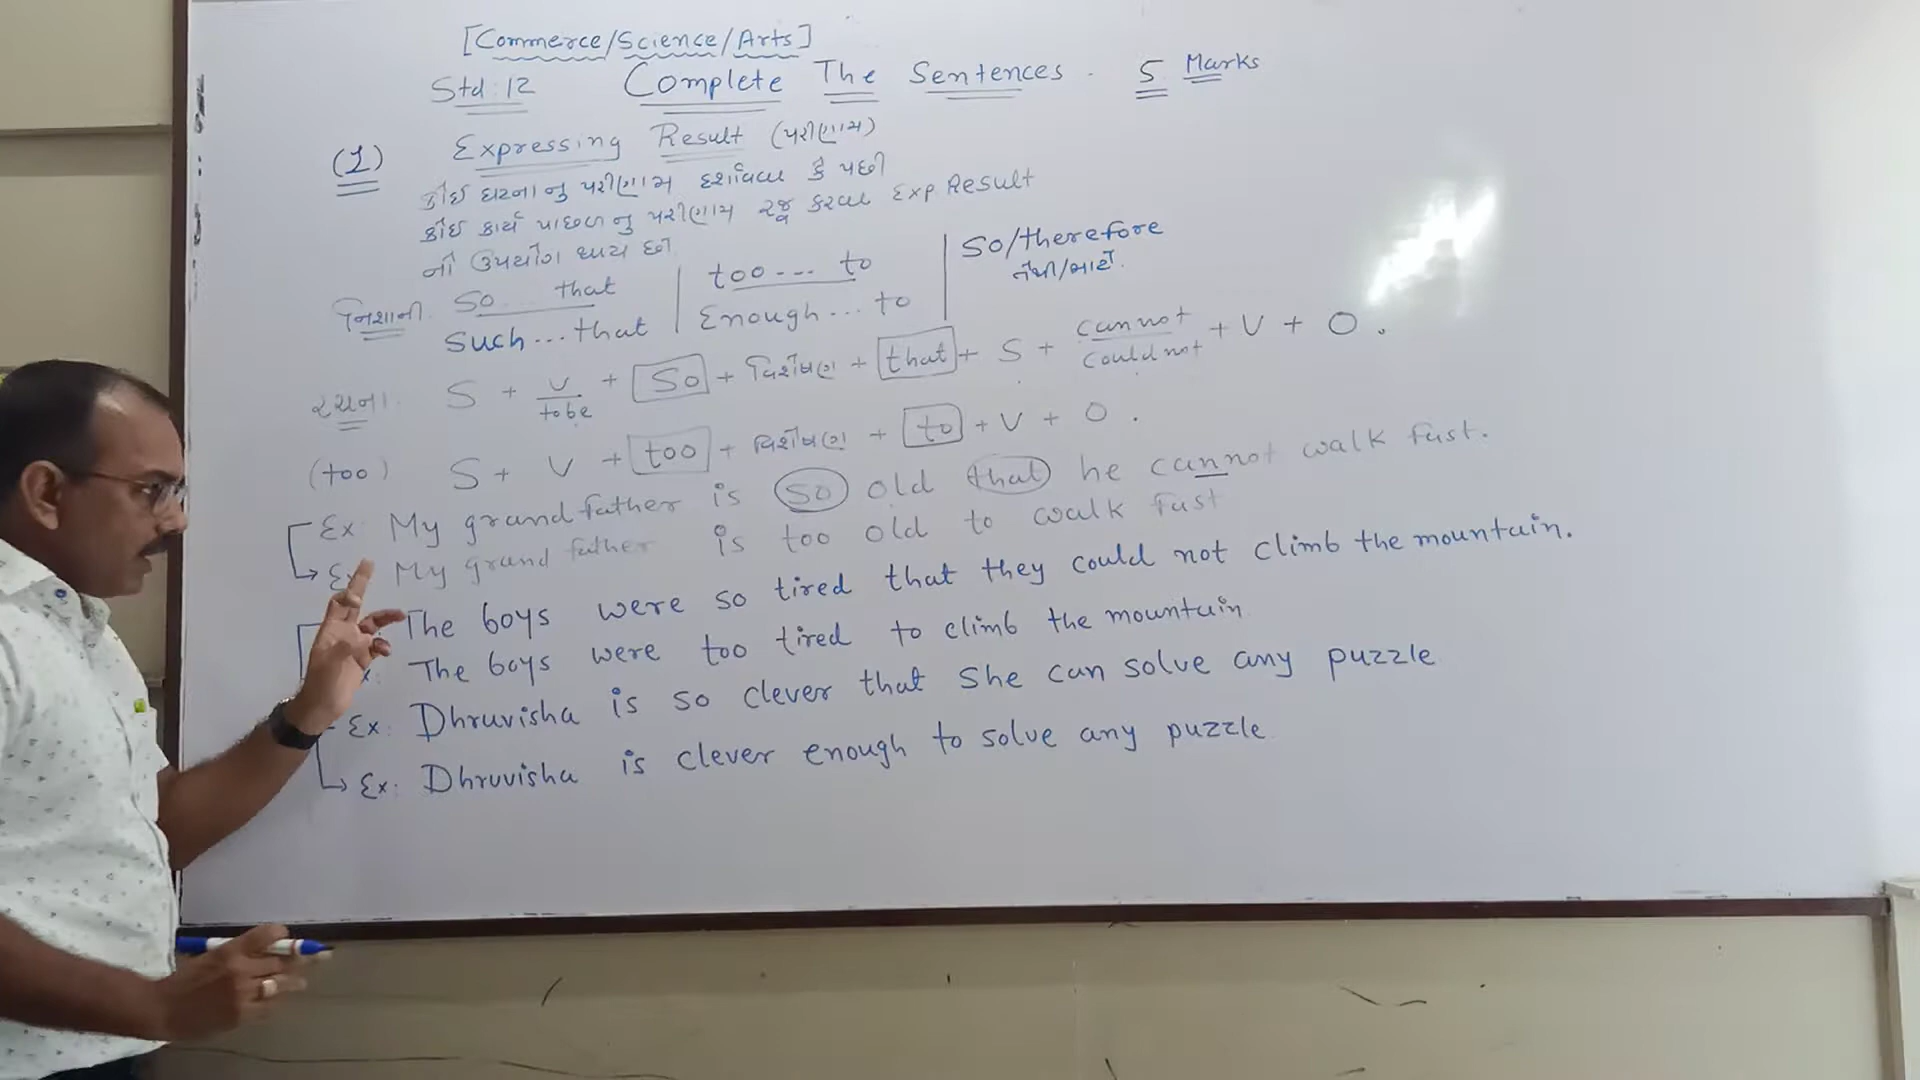 [Commerce/Science/Arts]
Std:12 Complete The Sentences. 5 Marks
(1) Expressing Result (પરીણામ)
કોઈ ઘટના નુ પરીણામ દર્શાવવા કે પછી
કોઈ કાર્ય પાછળ નુ પરીણામ રજૂ કરવા Exp Result
નો ઉપયોગ થાય છે.
નિશાની. So... that | too.... to | So/therefore
Such...that | Enough... to | તેથી/માટે.
રચના. S + V/tobe + So + વિશેષણ + that + S + cannot/could not + V + O.
(too) S + V + too + વિશેષણ + to + V + O.
Ex: My grandfather is so old that he cannot walk fast.
Ex: My grand father is too old to walk fast
The boys were so tired that they could not climb the mountain.
The boys were too tired to climb the mountain
Ex: Dhruvisha is so clever that she can solve any puzzle
Ex: Dhruvisha is clever enough to solve any puzzle